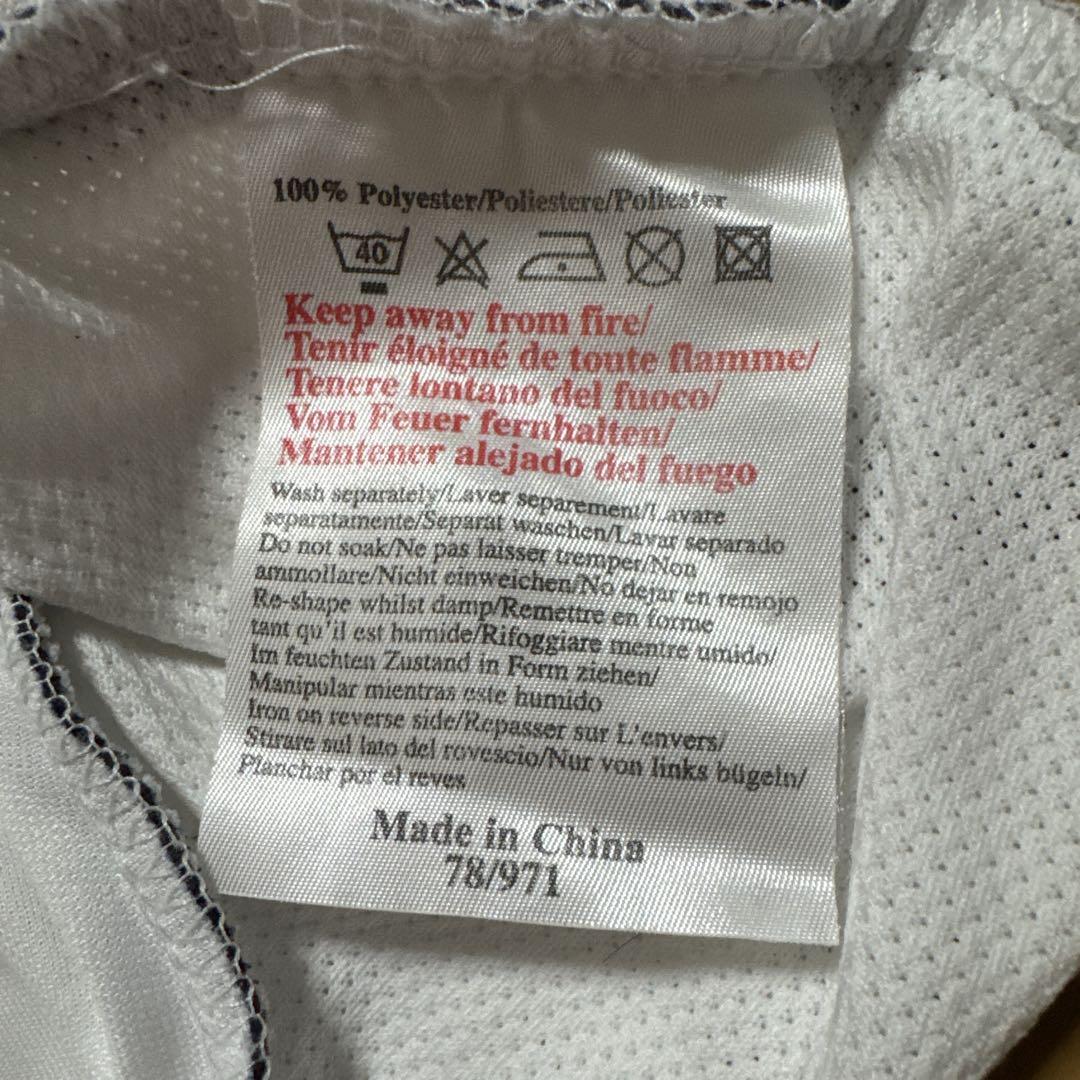 100% Polyester/Poliestere/Poliester
40
Keep away from fire/
Tenir éloigné de toute flamme/
Tenere lontano del fuoco/
Vom Feuer fernhalten/
Mantener alejado del fuego
Wash separately/Laver separement/Lavare
separatamente/Separat waschen/Lavar separado
Do not soak/Ne pas laisser tremper/Non
ammollare/Nicht einweichen/No dejar en remojo
Re-shape whilst damp/Remettre en forme
tant qu'il est humide/Rifoggiare mentre umido/
Im feuchten Zustand in Form ziehen/
Manipular mientras este humido
Iron on reverse side/Repasser sur L'envers/
Stirare sul lato del rovescio/Nur von links bügeln/
Planchar por el reves
Made in China
78/971